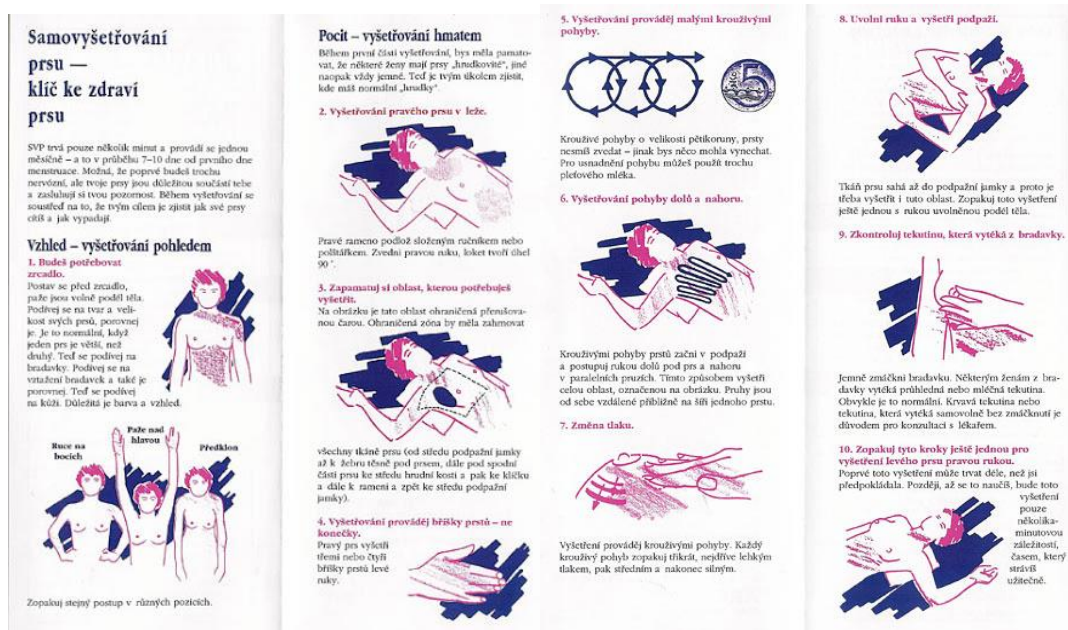 Samovyšetřování
prsu —
klíč ke zdraví
prsu
SVP trvá pouze několik minut a provádí se jednou
měsíčně – a to v průběhu 7–10 dne od prvního dne
menstruace. Možná, že poprvé budeš trochu
nervózní, ale tvoje prsy jsou důležitou součástí tebe
a zasluhují si tvou pozornost. Během vyšetřování se
soustřeď na to, že tvým cílem je zjistit jak své prsy
cítíš a jak vypadají.
Vzhled – vyšetřování pohledem
1. Budeš potřebovat
zrcadlo.
Postav se před zrcadlo,
paže jsou volně podél těla.
Podívej se na tvar a veli-
kost svých prsů, porovnej
je. Je to normální, když
jeden prs je větší, než
druhý. Teď se podívej na
bradavky. Podívej se na
vztažení bradavek a také je
porovnej. Teď se podívej
na kůži. Důležitá je barva a vzhled.
Ruce na
bocích
Paže nad
hlavou
Předklon
Zopakuj stejný postup v různých pozicích.
Pocit – vyšetřování hmatem
Během první části vyšetřování, bys měla pamato-
vat, že některé ženy mají prsy „hrudkovité“, jiné
naopak vždy jemné. Teď je tvým úkolem zjistit,
kde máš normální „hrudky“.
2. Vyšetřování pravého prsu v leže.
Pravé rameno podlož složeným ručníkem nebo
polštářkem. Zvedni pravou ruku, loket tvoří úhel
90 °.
3. Zapamatuj si oblast, kterou potřebuješ
vyšetřit.
Na obrázku je tato oblast ohraničená přerušova-
nou čarou. Ohraničená zóna by měla zahrnovat
všechny tkáně prsu (od středu podpažní jamky
až k žebru těsně pod prsem, dále pod spodní
části prsu ke středu hrudní kosti a pak ke klíčku
a dále k rameni a zpět ke středu podpažní
jamky).
4. Vyšetřování prováděj bříšky prstů – ne
konečky.
Pravý prs vyšetři
třemi nebo čtyři
bříšky prstů levé
ruky.
5. Vyšetřování prováděj malými krouživými
pohyby.
5
Krouživé pohyby o velikosti pětikoruny, prsty
nesmíš zvedat – jinak bys něco mohla vynechat.
Pro usnadnění pohybu můžeš použít trochu
pleťového mléka.
6. Vyšetřování pohyby dolů a nahoru.
Krouživými pohyby prstů začni v podpaží
a postupuj rukou dolů pod prs a nahoru
v paralelních pruzích. Tímto způsobem vyšetři
celou oblast, označenou na obrázku. Pruhy jsou
od sebe vzdálené přibližně na šíři jednoho prstu.
7. Změna tlaku.
Vyšetření prováděj krouživými pohyby. Každý
krouživý pohyb zopakuj třikrát, nejdříve lehkým
tlakem, pak středním a nakonec silným.
8. Uvolni ruku a vyšetři podpaží.
Tkáň prsu sahá až do podpažní jamky a proto je
třeba vyšetřit i tuto oblast. Zopakuj toto vyšetření
ještě jednou s rukou uvolněnou podél těla.
9. Zkontroluj tekutinu, která vytéká z bradavky.
Jemně zmáčkni bradavku. Některým ženám z bra-
davky vytéká průhledná nebo mléčná tekutina.
Obvykle je to normální. Krvavá tekutina nebo
tekutina, která vytéká samovolně bez zmáčknutí je
důvodem pro konzultaci s lékařem.
10. Zopakuj tyto kroky ještě jednou pro
vyšetření levého prsu pravou rukou.
Poprvé toto vyšetření může trvat déle, než jsi
předpokládala. Později, až se to naučíš, bude toto
vyšetření
pouze
několika-
minutovou
záležitostí,
časem, který
strávíš
užitečně.